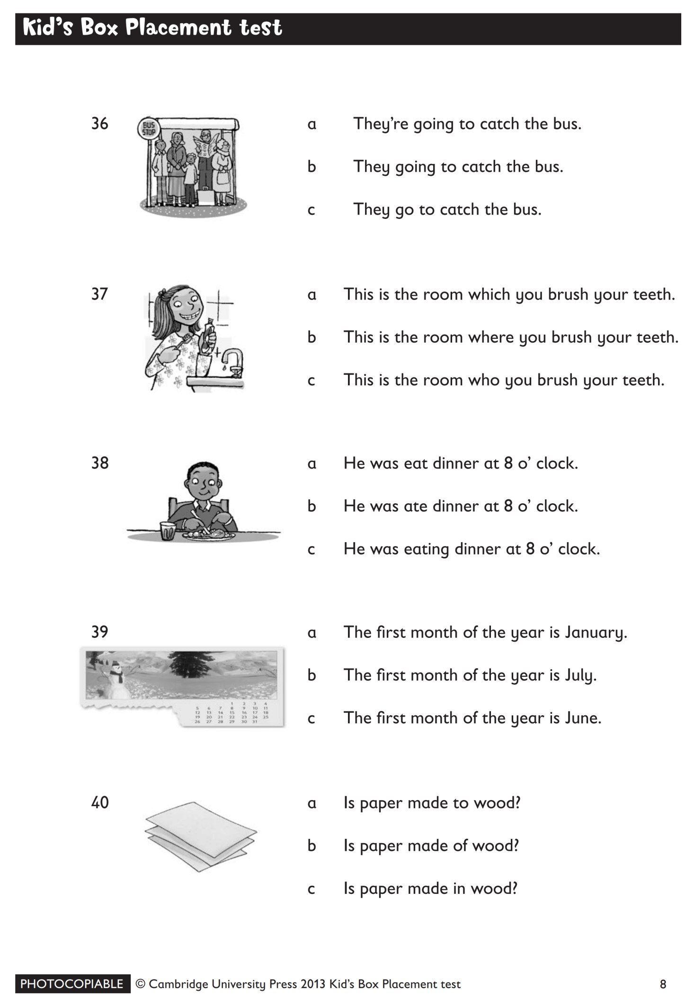 Kid's Box Placement test
36
BUS
STOP
a They're going to catch the bus.
b They going to catch the bus.
c They go to catch the bus.
37
a This is the room which you brush your teeth.
b This is the room where you brush your teeth.
c This is the room who you brush your teeth.
38
a He was eat dinner at 8 o' clock.
b He was ate dinner at 8 o' clock.
c He was eating dinner at 8 o' clock.
39
a The first month of the year is January.
b The first month of the year is July.
c The first month of the year is June.
1 2 3 4
5 6 7 8 9 10 11
12 13 14 15 16 17 18
19 20 21 22 23 24 25
26 27 28 29 30 31
40
a Is paper made to wood?
b Is paper made of wood?
c Is paper made in wood?
PHOTOCOPIABLE © Cambridge University Press 2013 Kid's Box Placement test 8